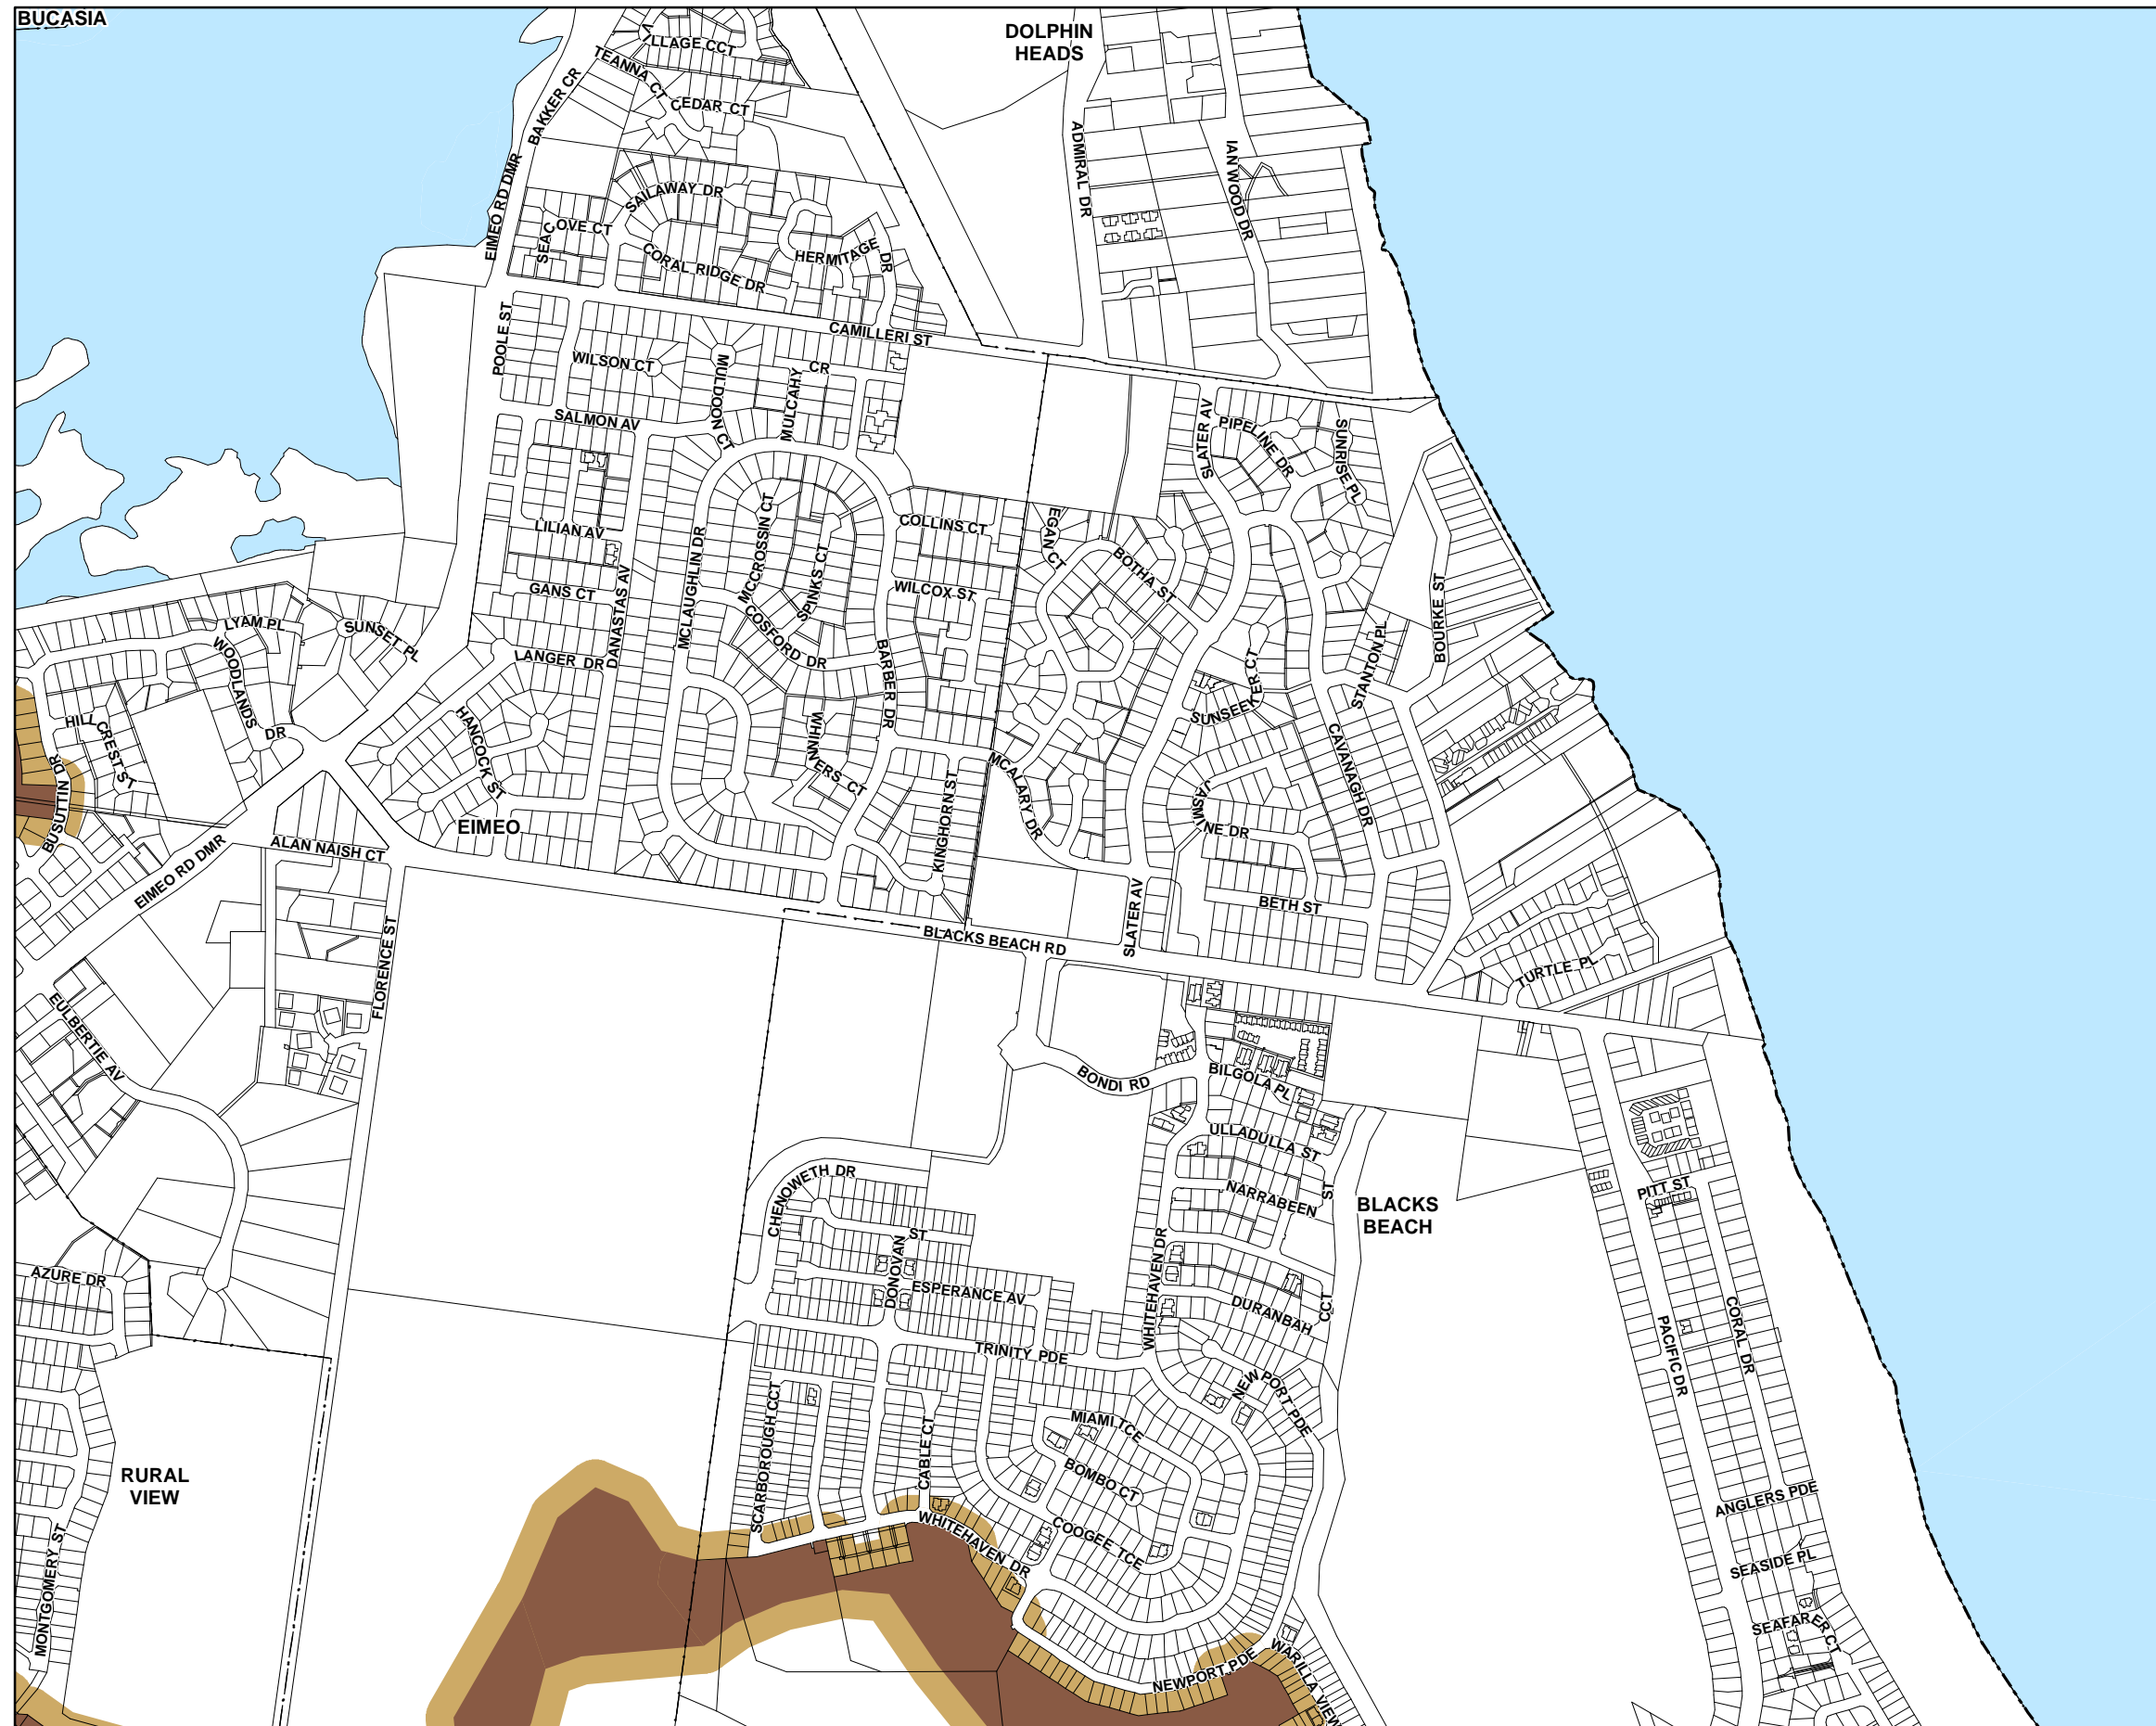 BUCASIA
DOLPHIN
HEADS
VILLAGE CCT
TEANNA CT
CEDAR CT
BAKKER CR
EIMEO RD DMR
SAILAWAY DR
SEACOVE CT
CORAL RIDGE DR
HERMITAGE DR
ADMIRAL DR
IAN WOOD DR
CAMILLERI ST
POOLE ST
WILSON CT
MULDOOON CT
MULCAHY CR
SALMON AV
SLATER AV
PIPELINE DR
SUNRISE PL
LILIAN AV
GANS CT
DANASTAS AV
MCLAUGHLIN DR
MCCROSSIN CT
SPINKS CT
COSFORD DR
COLLINS CT
WILCOX ST
EGAN CT
BOTHA ST
BOURKE ST
STANTON PL
LYAM PL
SUNSET PL
WOODLANDS DR
LANGER DR
BARBER DR
SUNSEEKER CT
HILLCREST ST
HANCOCK ST
WHINNERS CT
MCALARY DR
CAVANAGH DR
BUSUTTIN DR
KINGHORN ST
JASMINE DR
EIMEO
ALAN NAISH CT
EIMEO RD DMR
FLORENCE ST
BLACKS BEACH RD
SLATER AV
BETH ST
TURTLE PL
EULBERTIE AV
BONDI RD
BILGOLA PL
ULLADULLA ST
NARRABEEN ST
CHENOWETH DR
BLACKS
BEACH
PITT ST
AZURE DR
DONOVAN ST
ESPERANCE AV
WHITEHAVEN DR
DURANBAH CCT
TRINITY PDE
PACIFIC DR
CORAL DR
NEWPORT PDE
SCARBOROUGH CCT
CABLE CT
MIAMI TCE
BOMBO CT
COOGEE TCE
RURAL
VIEW
MONTGOMERY ST
WHITEHAVEN DR
ANGLERS PDE
SEASIDE PL
SEAFARER CT
NEWPORT PDE
WARILLA VIEW